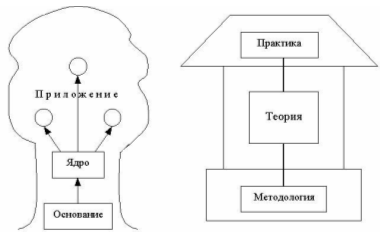 Приложение
Ядро
Основание
Практика
Теория
Методология